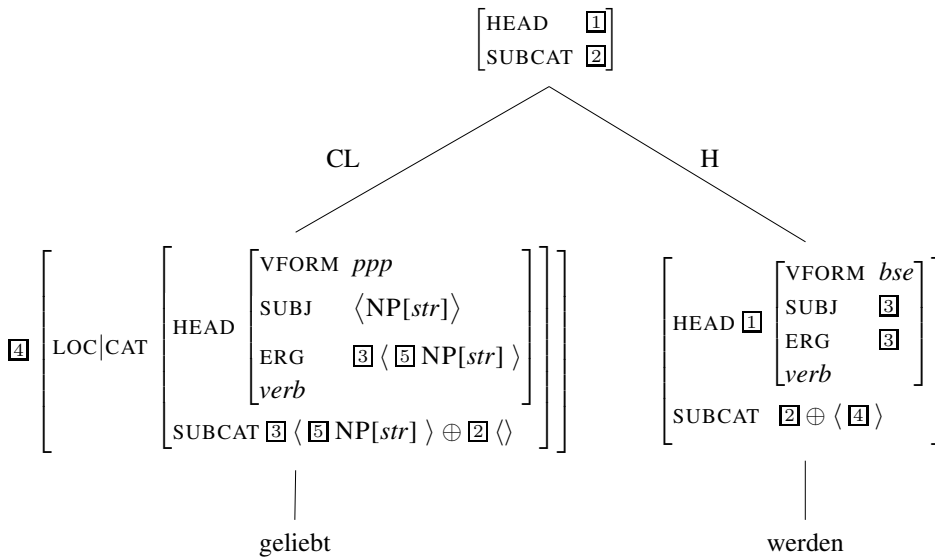 HEAD 1
SUBCAT 2
CL
H
4 LOC|CAT HEAD VFORM ppp
SUBJ ⟨NP[str]⟩
ERG 3 ⟨ 5 NP[str] ⟩
verb
SUBCAT 3 ⟨ 5 NP[str] ⟩ ⊕ 2 ⟨⟩
HEAD 1 VFORM bse
SUBJ 3
ERG 3
verb
SUBCAT 2 ⊕ ⟨ 4 ⟩
geliebt
werden